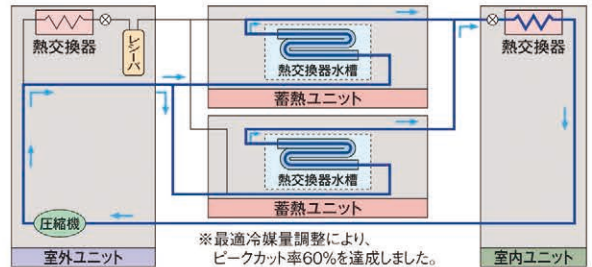 熱交換器
レシーバ
圧縮機
室外ユニット
熱交換器水槽
蓄熱ユニット
熱交換器水槽
蓄熱ユニット
熱交換器
室内ユニット
※最適冷媒量調整により、
ピークカット率60%を達成しました。